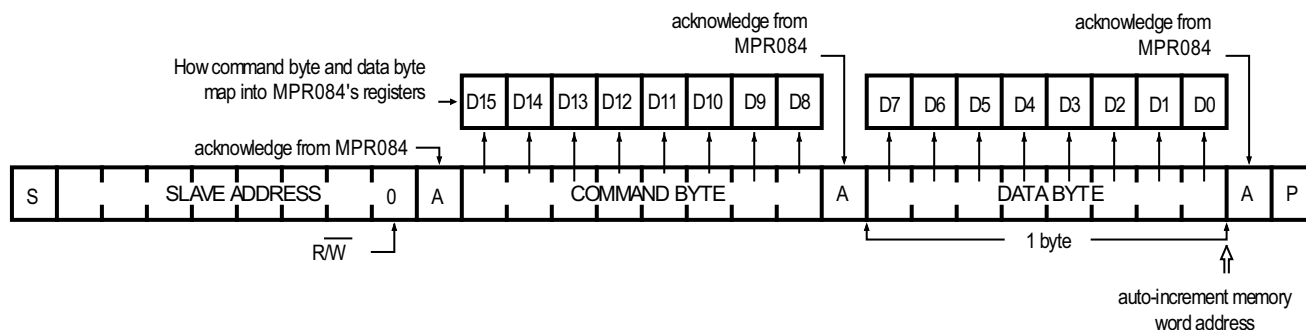 acknowledge from
MPR084
acknowledge from
MPR084
How command byte and data byte
map into MPR084's registers
D15 D14 D13 D12 D11 D10 D9 D8 D7 D6 D5 D4 D3 D2 D1 D0
acknowledge from MPR084
S SLAVE ADDRESS 0 A COMMAND BYTE A DATA BYTE A P
R/W̅
1 byte
auto-increment memory
word address